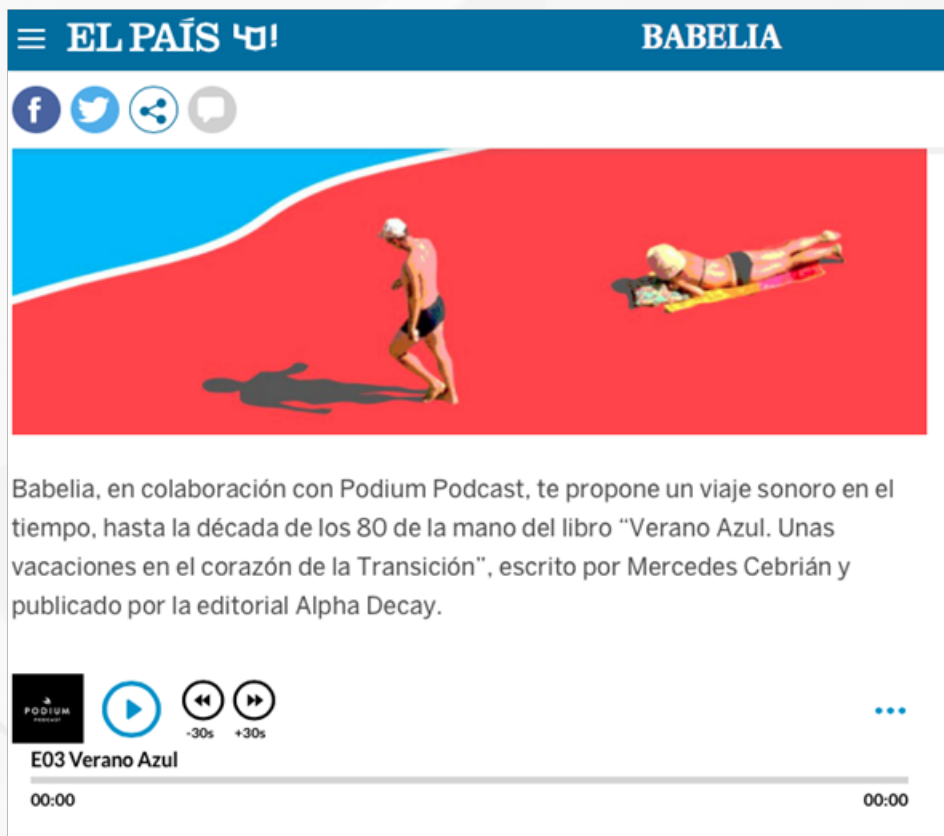 EL PAÍS 40! BABELIA
Babelia, en colaboración con Podium Podcast, te propone un viaje sonoro en el
tiempo, hasta la década de los 80 de la mano del libro “Verano Azul. Unas
vacaciones en el corazón de la Transición”, escrito por Mercedes Cebrián y
publicado por la editorial Alpha Decay.
PODIUM
PODCAST
-30s +30s
E03 Verano Azul
00:00 00:00